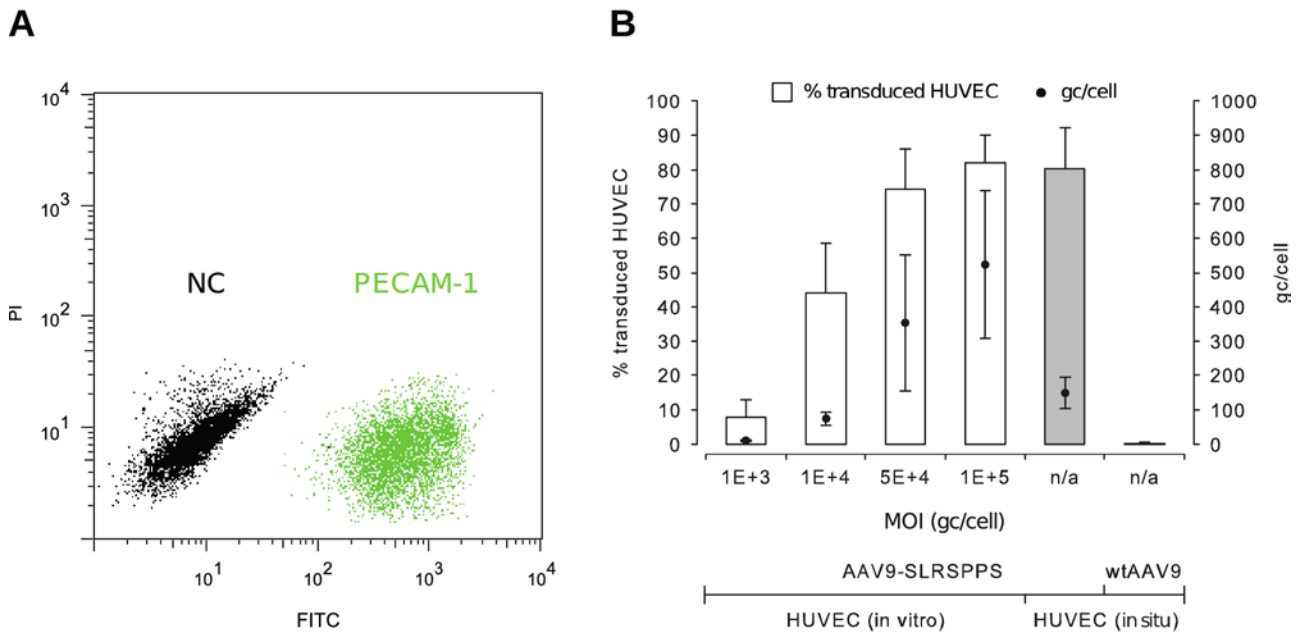 A
10^4
10^3
10^2
10^1
PI
NC
PECAM-1
10^1
10^2
10^3
10^4
FITC
B
% transduced HUVEC
gc/cell
100
90
80
70
60
50
40
30
20
10
0
% transduced HUVEC
1000
900
800
700
600
500
400
300
200
100
0
gc/cell
1E+3 1E+4 5E+4 1E+5 n/a n/a
MOI (gc/cell)
AAV9-SLRSPPS wtAAV9
HUVEC (in vitro) HUVEC (in situ)